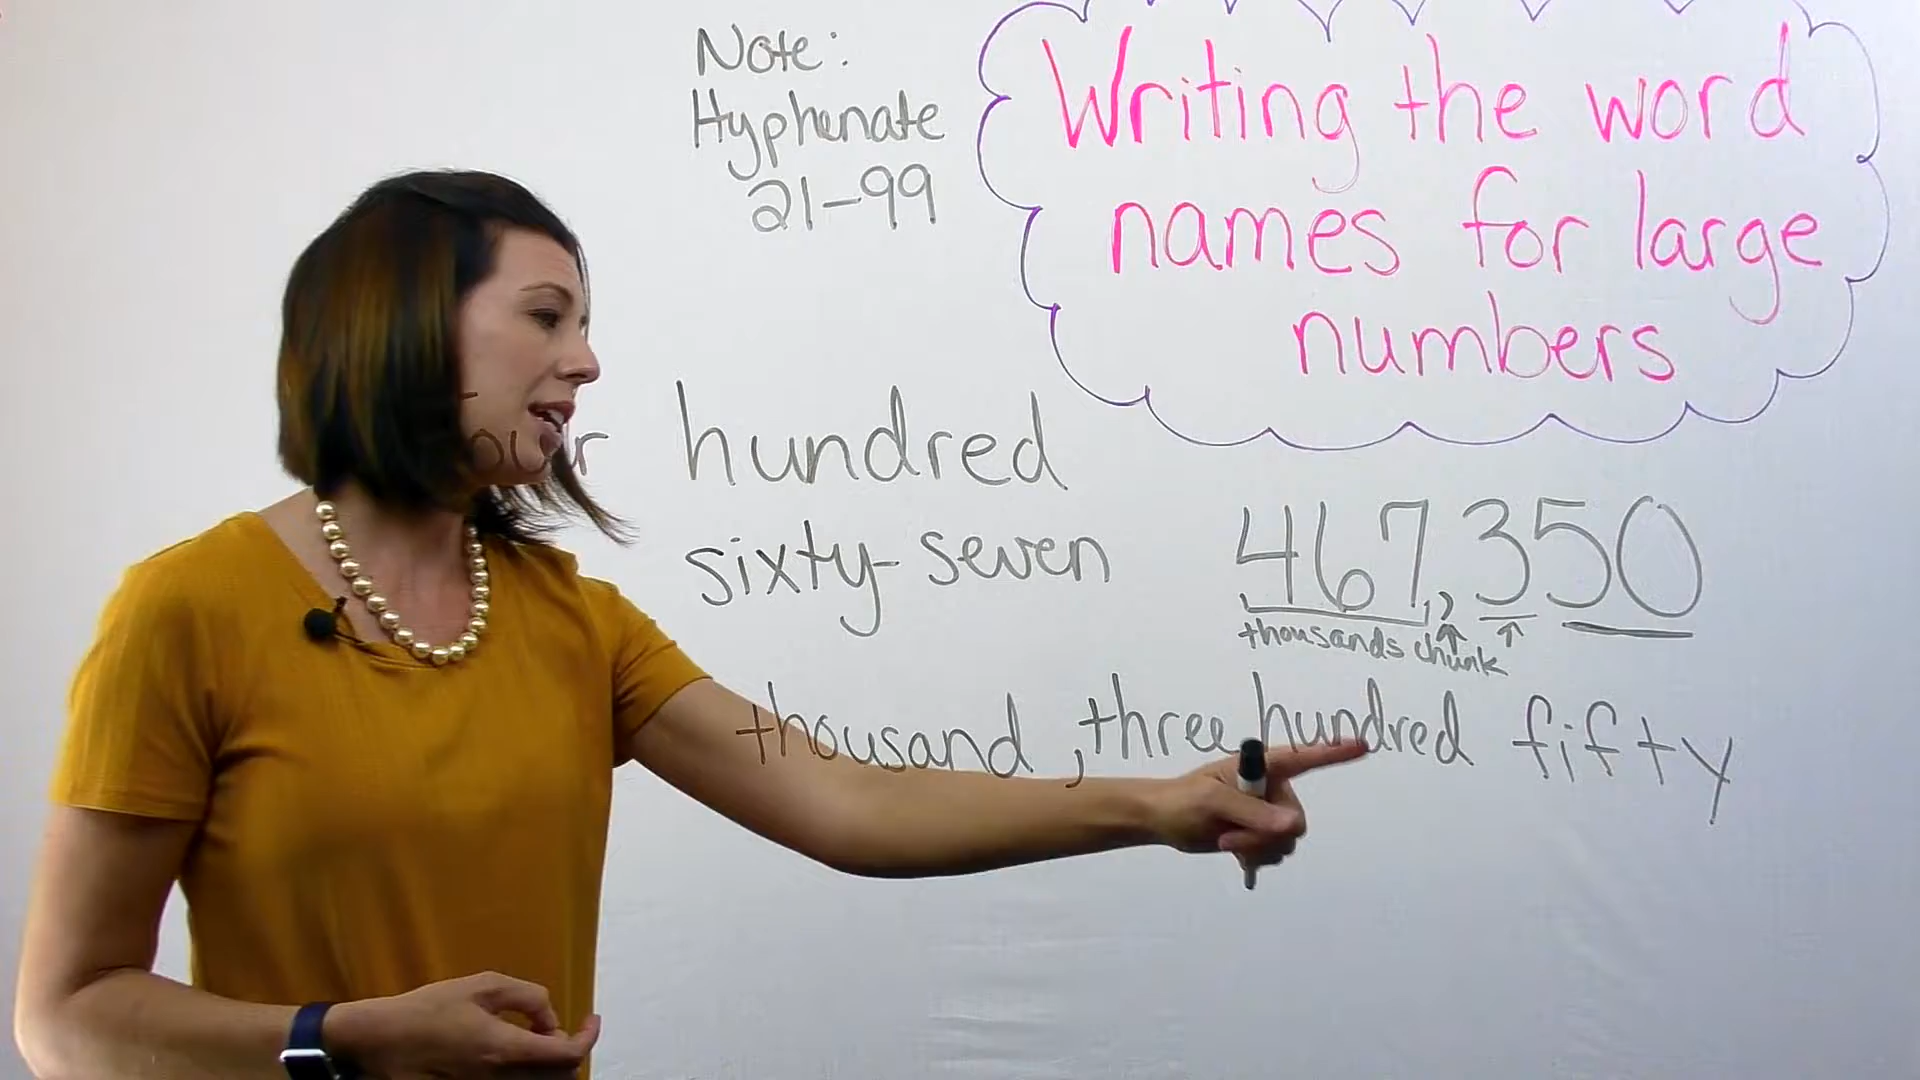 Note:
Hyphenate
21-99
Writing the word
names for large
numbers
four hundred
sixty-seven
467,350
thousands chunk
thousand, three hundred fifty